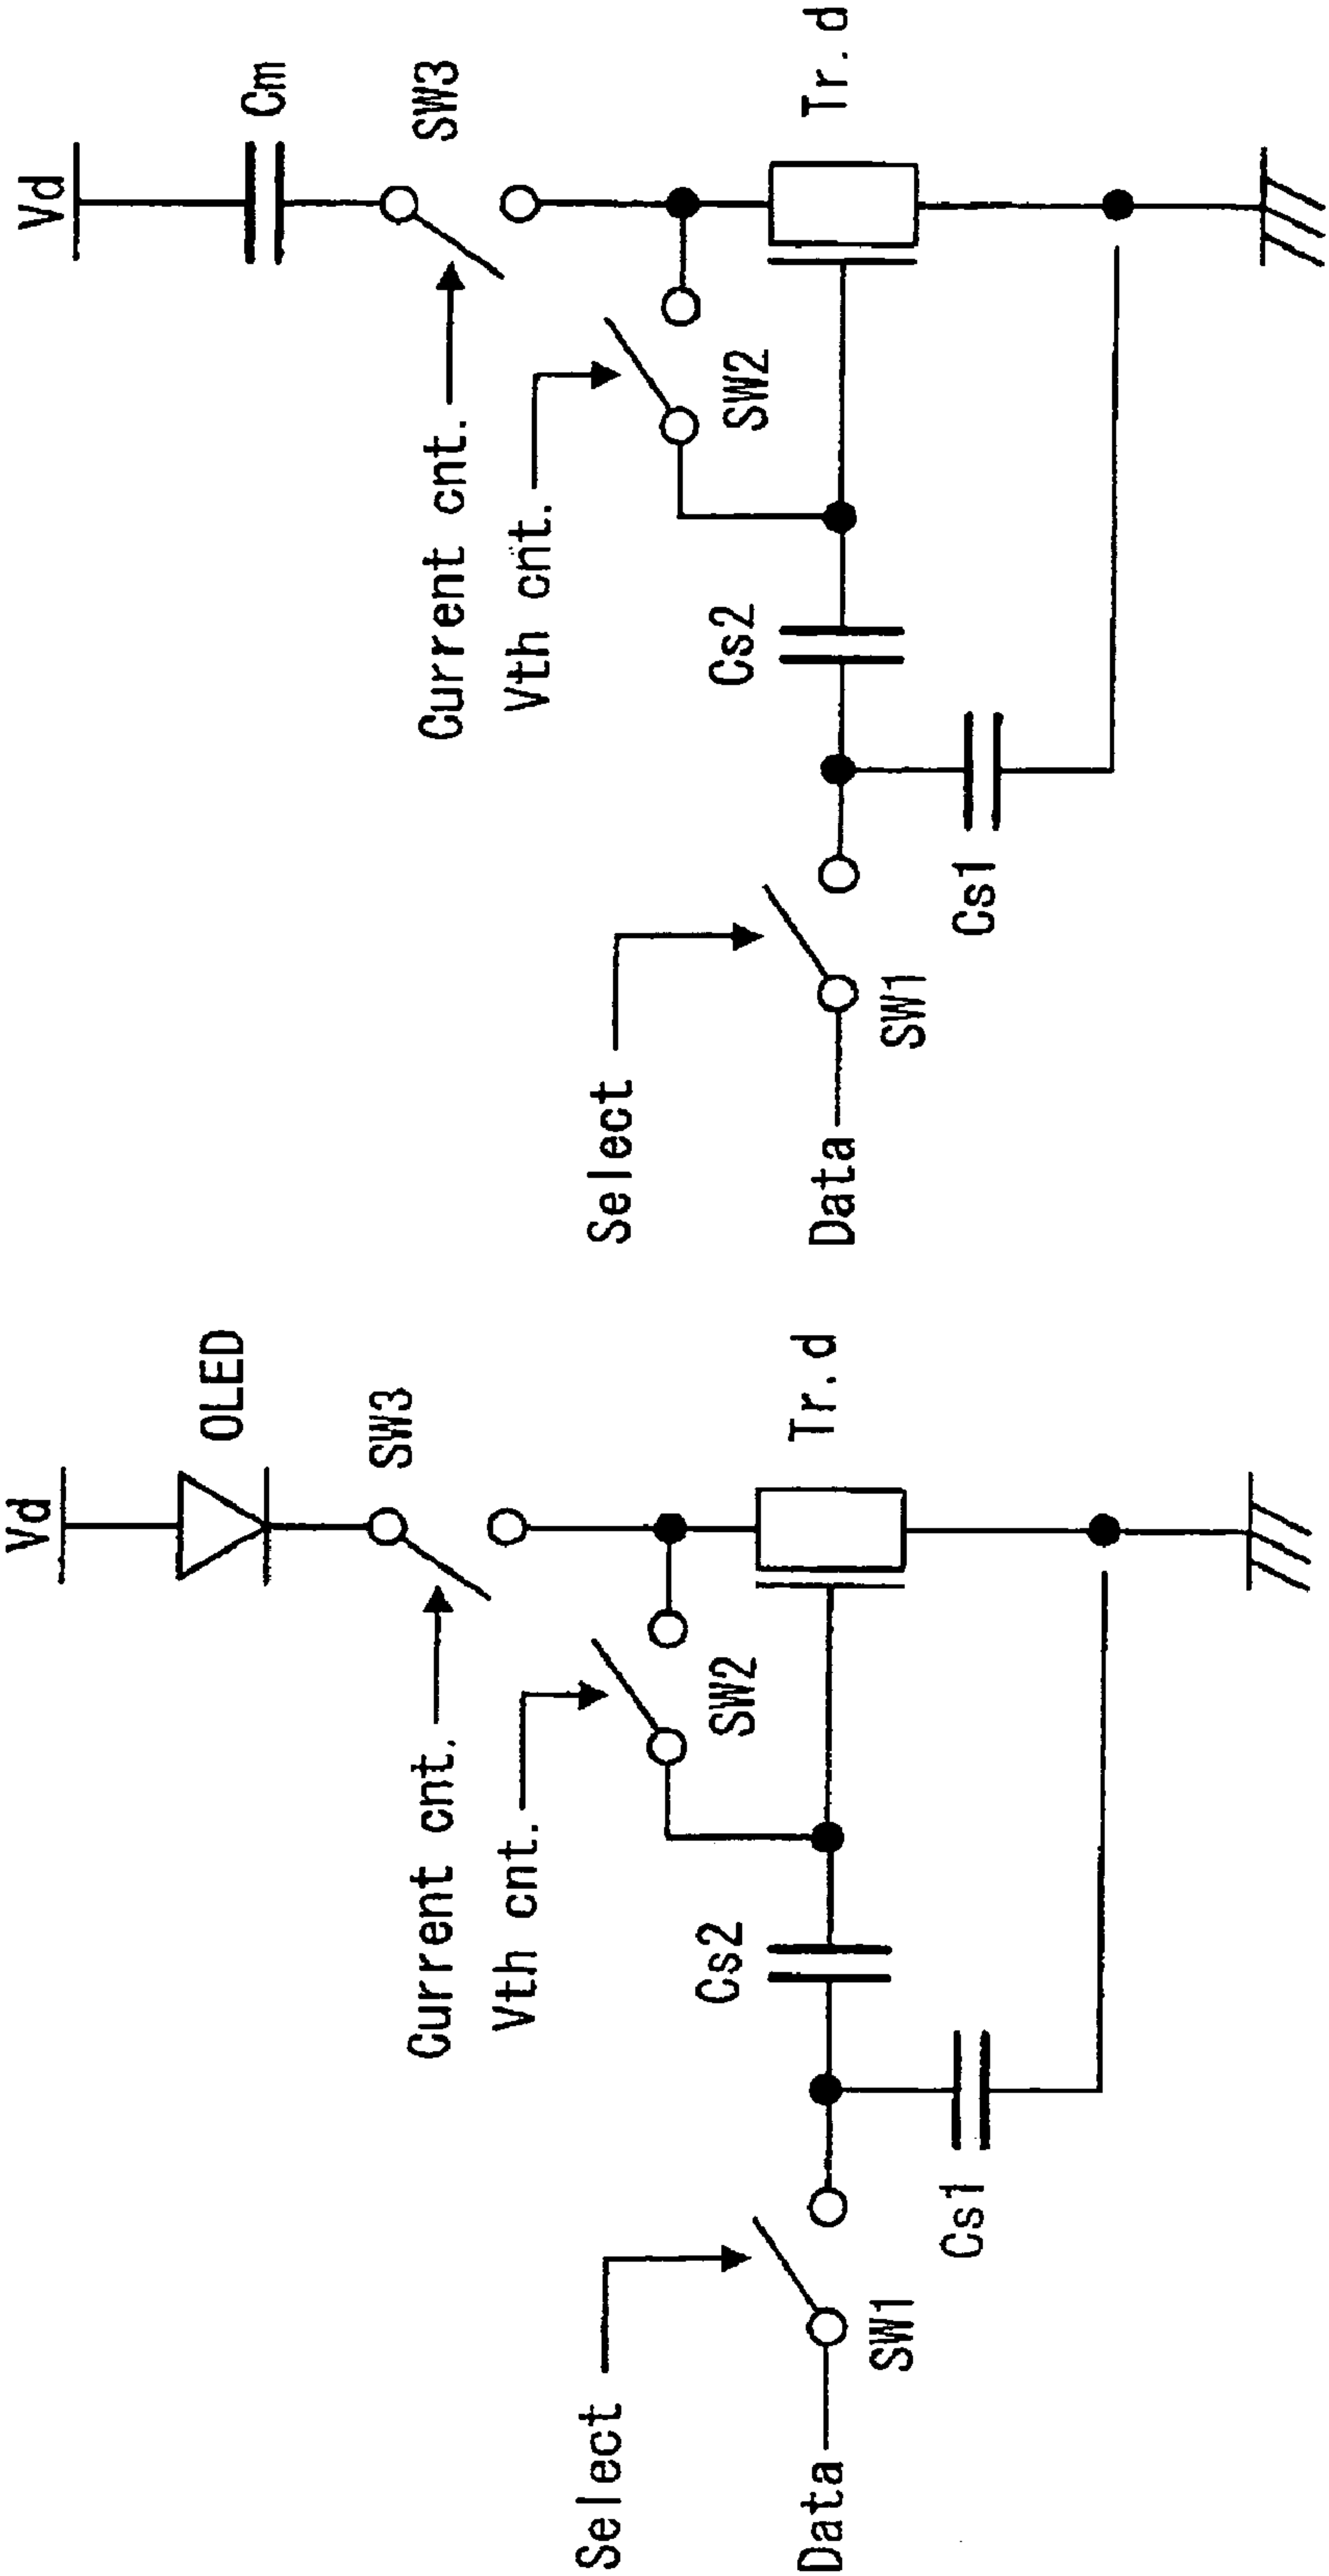 Vd
OLED
SW3
Current cnt.
Vth cnt.
SW2
Tr.d
Cs2
Select
Cs1
SW1
Data
Vd
Cm
SW3
Current cnt.
Vth cnt.
SW2
Tr.d
Cs2
Select
Cs1
SW1
Data